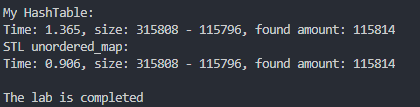 My HashTable:
Time: 1.365, size: 315808 - 115796, found amount: 115814
STL unordered_map:
Time: 0.906, size: 315808 - 115796, found amount: 115814
The lab is completed